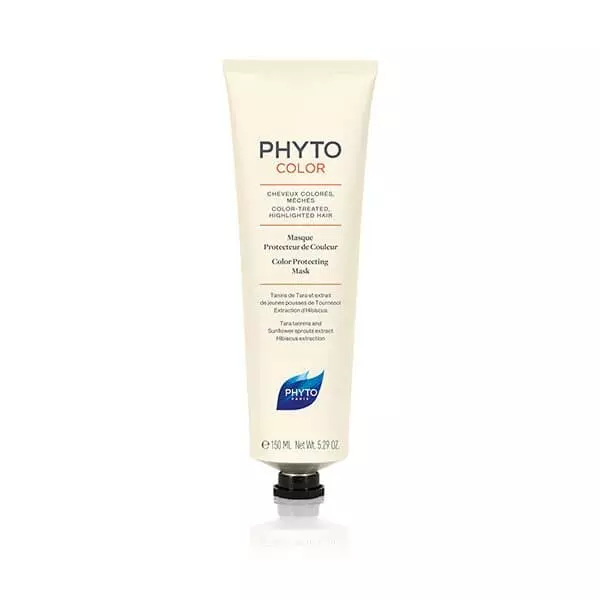 PHYTO
COLOR
CHEVEUX COLORÉS,
MÉCHÉS
COLOR-TREATED,
HIGHLIGHTED HAIR
Masque
Protecteur de Couleur
Color Protecting
Mask
Tanins de Tara et extrait
de jeunes pousses de Tournesol
Extraction d'Hibiscus
Tara tannins and
Sunflower sprouts extract
Hibiscus extraction
PHYTO
PARIS
℮ 150 ML Net Wt. 5.29 OZ.